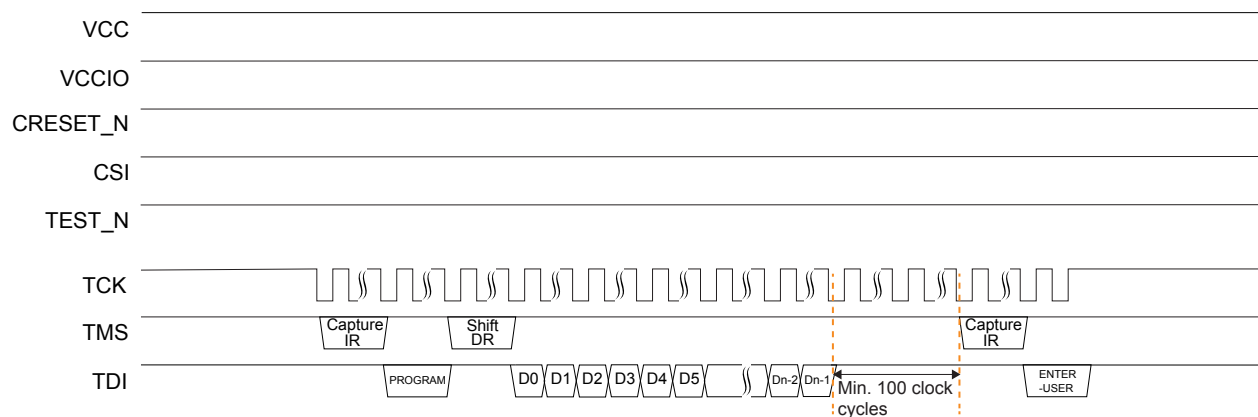 VCC
VCCIO
CRESET_N
CSI
TEST_N
TCK
TMS
Capture
IR
Shift
DR
Capture
IR
TDI
PROGRAM
D0
D1
D2
D3
D4
D5
Dn-2
Dn-1
Min. 100 clock
cycles
ENTER
-USER